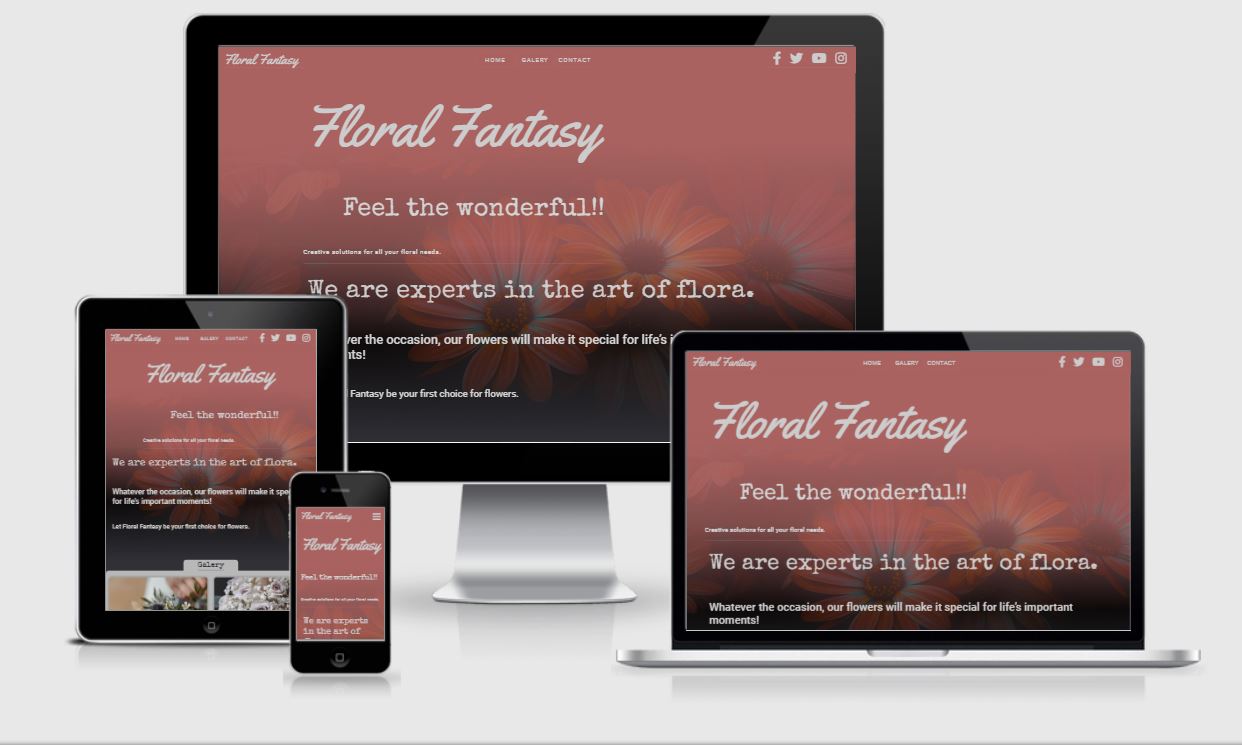 Floral Fantasy
HOME GALERY CONTACT
Floral Fantasy
Feel the wonderful!!
Creative solutions for all your floral needs.
We are experts in the art of flora.
the occasion, our flowers will make it special for life's
Fantasy be your first choice for flowers.
Floral Fantasy
HOME GALERY CONTACT
Floral Fantasy
Feel the wonderful!!
Creative solutions for all your floral needs.
We are experts in the art of flora.
Whatever the occasion, our flowers will make it
for life's important moments!
Let Floral Fantasy be your first choice for flowers.
Galery
Floral Fantasy
Floral Fantasy
Feel the wonderful!!
Creative solutions for all your floral needs.
We are experts
in the art of
Floral Fantasy
HOME GALERY CONTACT
Floral Fantasy
Feel the wonderful!!
Creative solutions for all your floral needs.
We are experts in the art of flora.
Whatever the occasion, our flowers will make it special for life's important
moments!